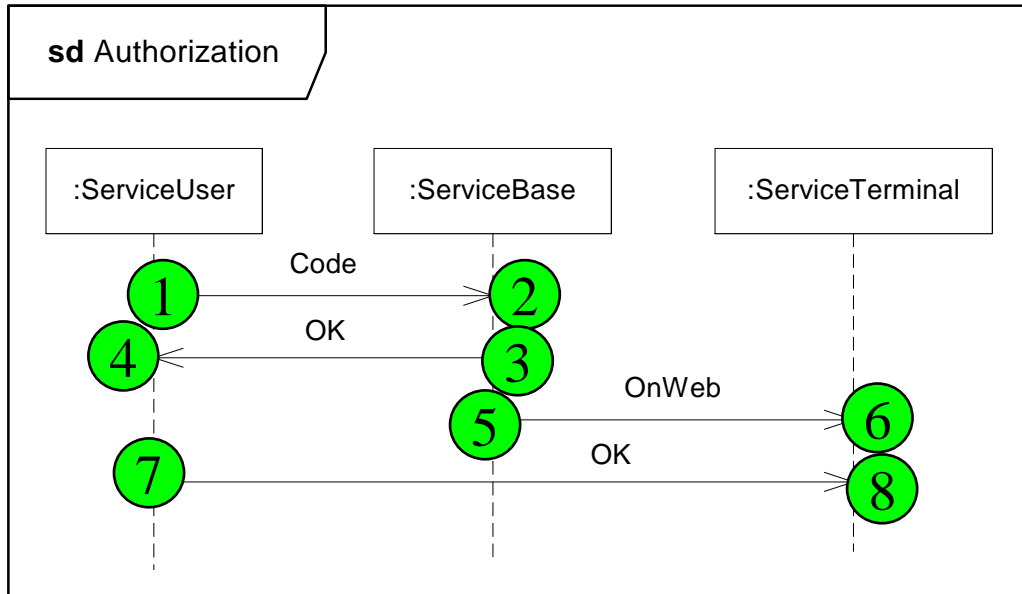 sd Authorization
:ServiceUser
:ServiceBase
:ServiceTerminal
Code
1
2
OK
4
3
OnWeb
5
6
OK
7
8